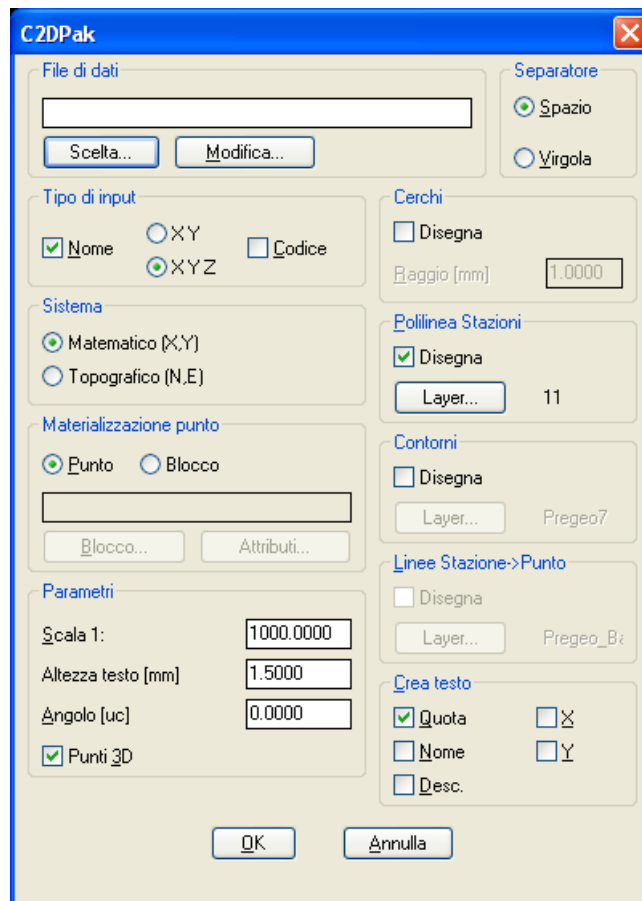 C2DPak
File di dati
Scelta...
Modifica...
Separatore
Spazio
Virgola
Tipo di input
Nome
X Y
X Y Z
Codice
Cerchi
Disegna
Raggio [mm]
1.0000
Sistema
Matematico (X,Y)
Topografico (N,E)
Polilinea Stazioni
Disegna
Layer...
11
Materializzazione punto
Punto
Blocco
Blocco...
Attributi...
Contorni
Disegna
Layer...
Pregeo7
Linee Stazione->Punto
Disegna
Layer...
Pregeo_Ba
Parametri
Scala 1:
1000.0000
Altezza testo [mm]
1.5000
Angolo [uc]
0.0000
Punti 3D
Crea testo
Quota
X
Nome
Y
Desc.
OK
Annulla